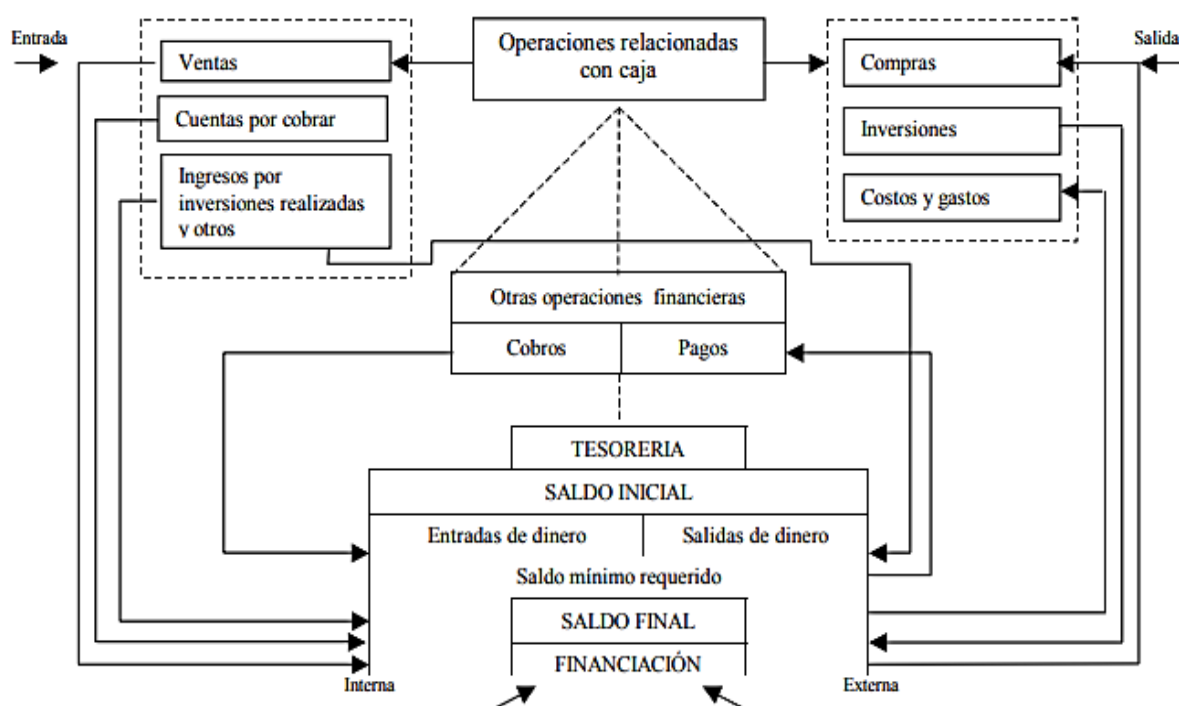 Entrada
Operaciones relacionadas
con caja
Salida
Ventas
Compras
Cuentas por cobrar
Inversiones
Ingresos por
inversiones realizadas
y otros
Costos y gastos
Otras operaciones financieras
Cobros
Pagos
TESORERIA
SALDO INICIAL
Entradas de dinero
Salidas de dinero
Saldo mínimo requerido
SALDO FINAL
FINANCIACIÓN
Interna
Externa